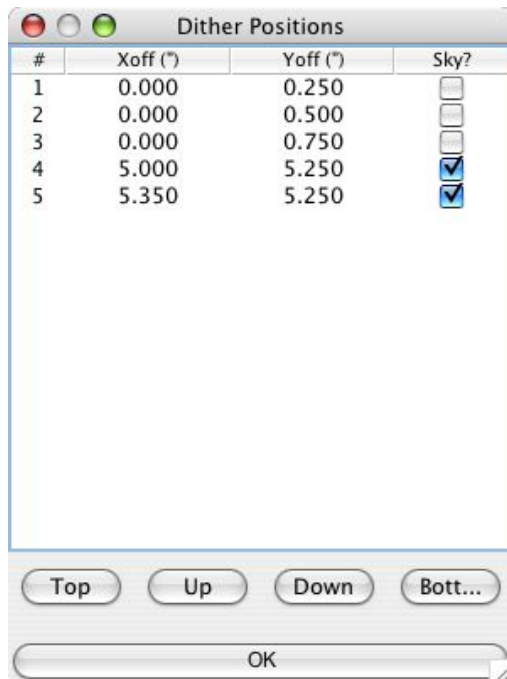 Dither Positions
# Xoff (") Yoff (") Sky?
1 0.000 0.250
2 0.000 0.500
3 0.000 0.750
4 5.000 5.250
5 5.350 5.250
Top Up Down Bott...
OK